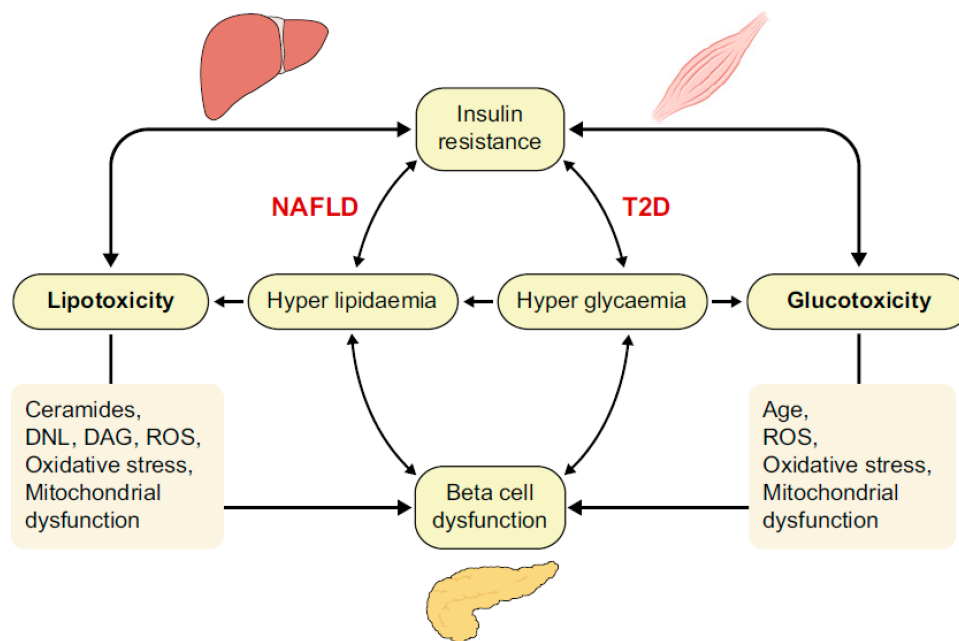 Insulin
resistance
NAFLD
T2D
Lipotoxicity
Hyper lipidaemia
Hyper glycaemia
Glucotoxicity
Ceramides,
DNL, DAG, ROS,
Oxidative stress,
Mitochondrial
dysfunction
Age,
ROS,
Oxidative stress,
Mitochondrial
dysfunction
Beta cell
dysfunction